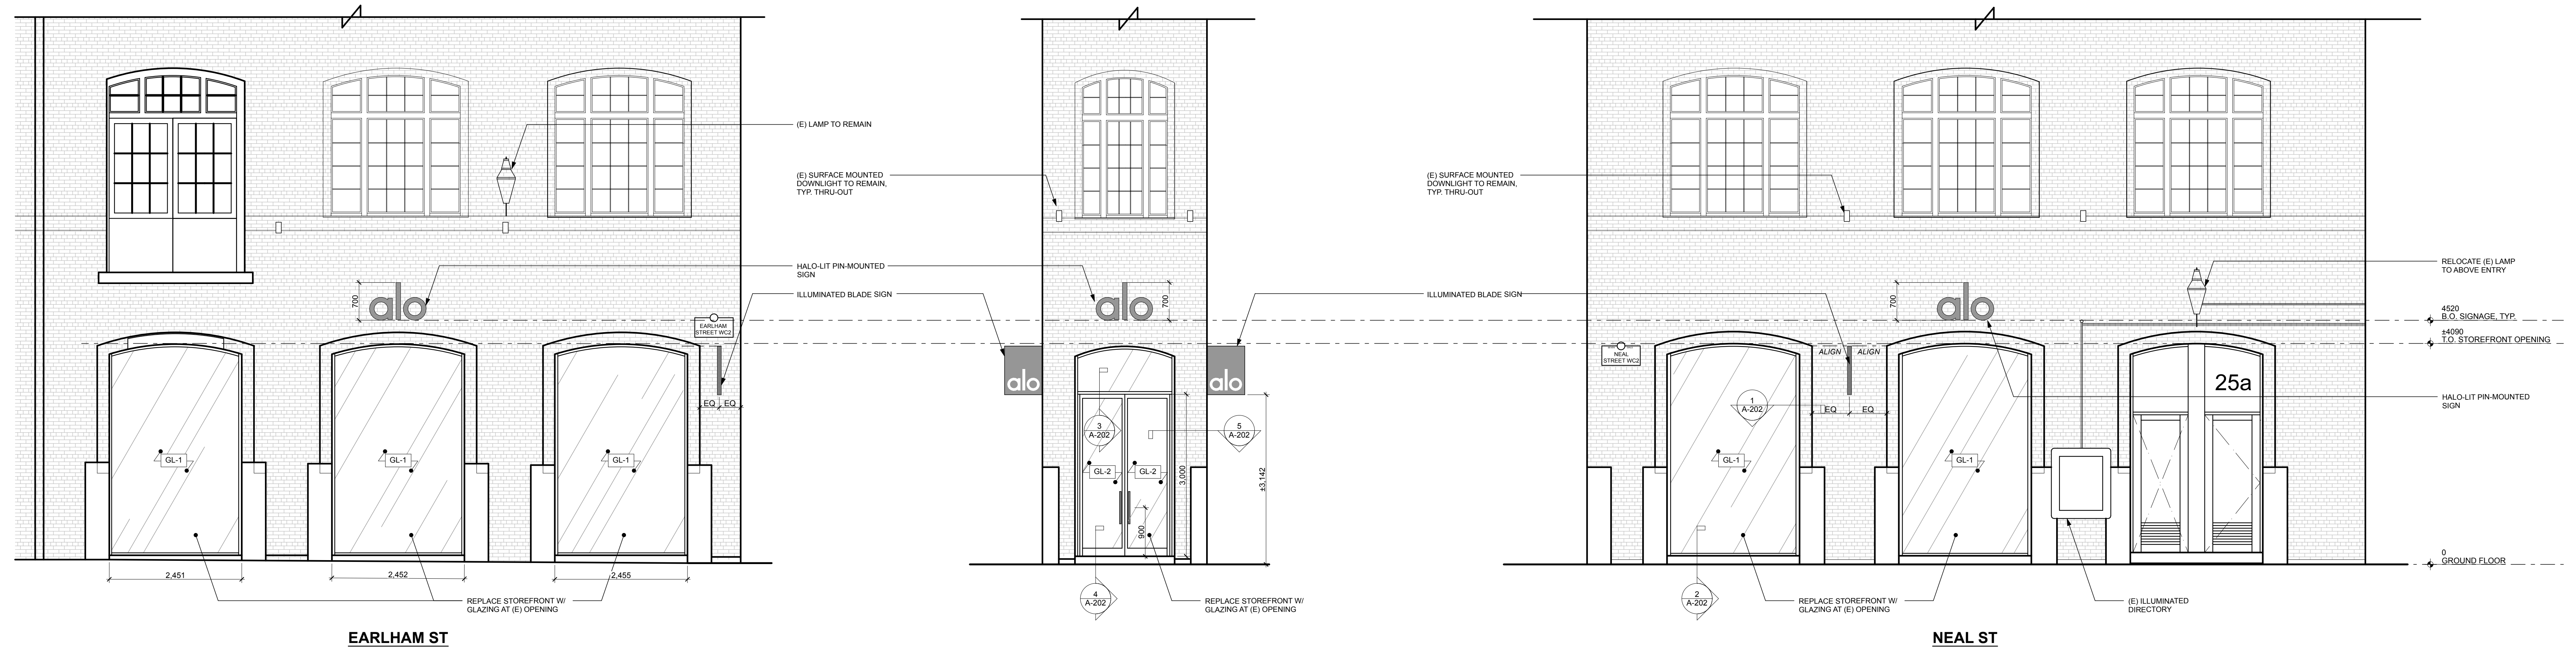 (E) LAMP TO REMAIN
(E) SURFACE MOUNTED
DOWNLIGHT TO REMAIN,
TYP. THRU-OUT
HALO-LIT PIN-MOUNTED
SIGN
ILLUMINATED BLADE SIGN
700
alo
EARLHAM
STREET WC2
EQ
EQ
GL-1
GL-1
GL-1
2,451
2,452
2,455
REPLACE STOREFRONT W/
GLAZING AT (E) OPENING
EARLHAM ST
alo
700
alo
alo
3
A-202
5
A-202
GL-2
GL-2
3,000
±3,142
900
4
A-202
REPLACE STOREFRONT W/
GLAZING AT (E) OPENING
(E) SURFACE MOUNTED
DOWNLIGHT TO REMAIN,
TYP. THRU-OUT
ILLUMINATED BLADE SIGN
700
alo
NEAL
STREET WC2
ALIGN
ALIGN
1
A-202
EQ
EQ
25a
GL-1
GL-1
2
A-202
REPLACE STOREFRONT W/
GLAZING AT (E) OPENING
(E) ILLUMINATED
DIRECTORY
RELOCATE (E) LAMP
TO ABOVE ENTRY
4520
B.O. SIGNAGE, TYP.
±4090
T.O. STOREFRONT OPENING
HALO-LIT PIN-MOUNTED
SIGN
0
GROUND FLOOR
NEAL ST